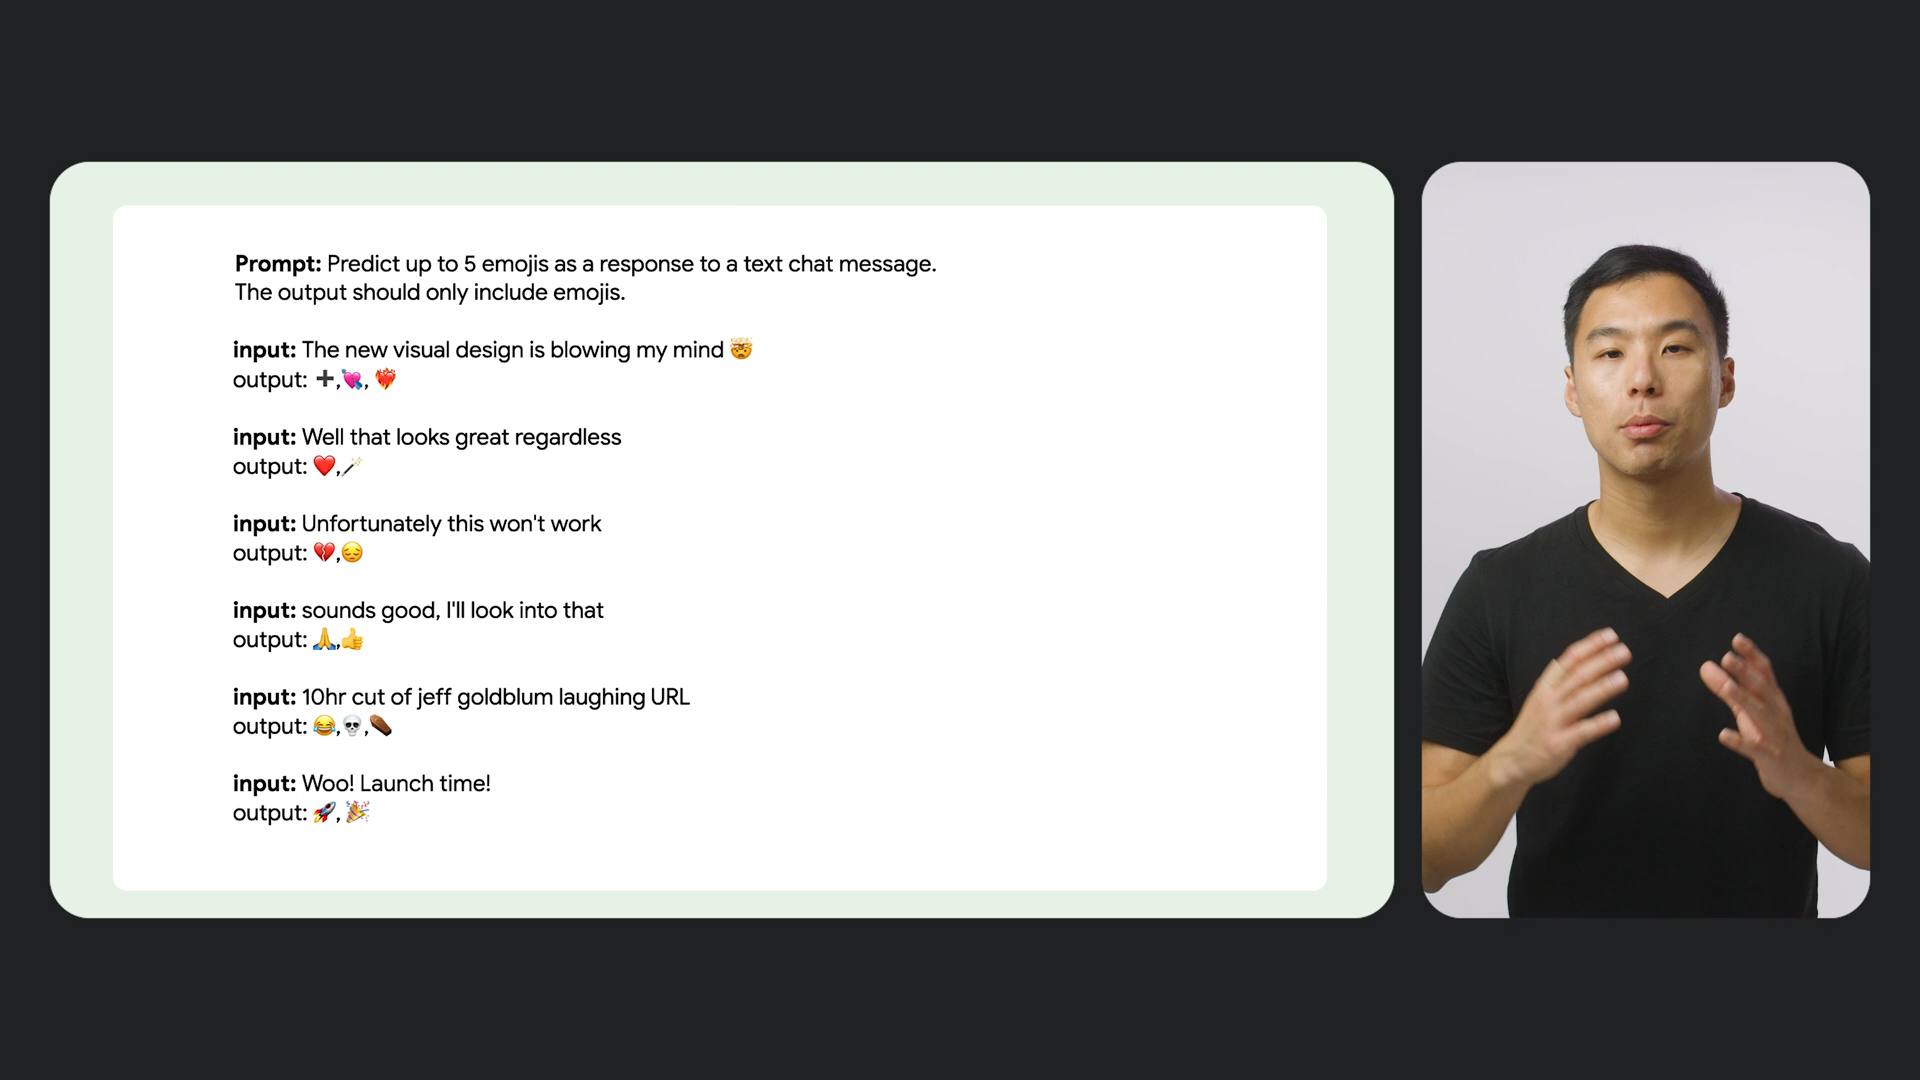 Prompt: Predict up to 5 emojis as a response to a text chat message.
The output should only include emojis.
input: The new visual design is blowing my mind 🤯
output: ➕,💘, ❤️‍🔥
input: Well that looks great regardless
output: ❤️,🪄
input: Unfortunately this won't work
output: 💔,😔
input: sounds good, I'll look into that
output: 🙏,👍
input: 10hr cut of jeff goldblum laughing URL
output: 😂,💀,⚰️
input: Woo! Launch time!
output: 🚀, 🎉